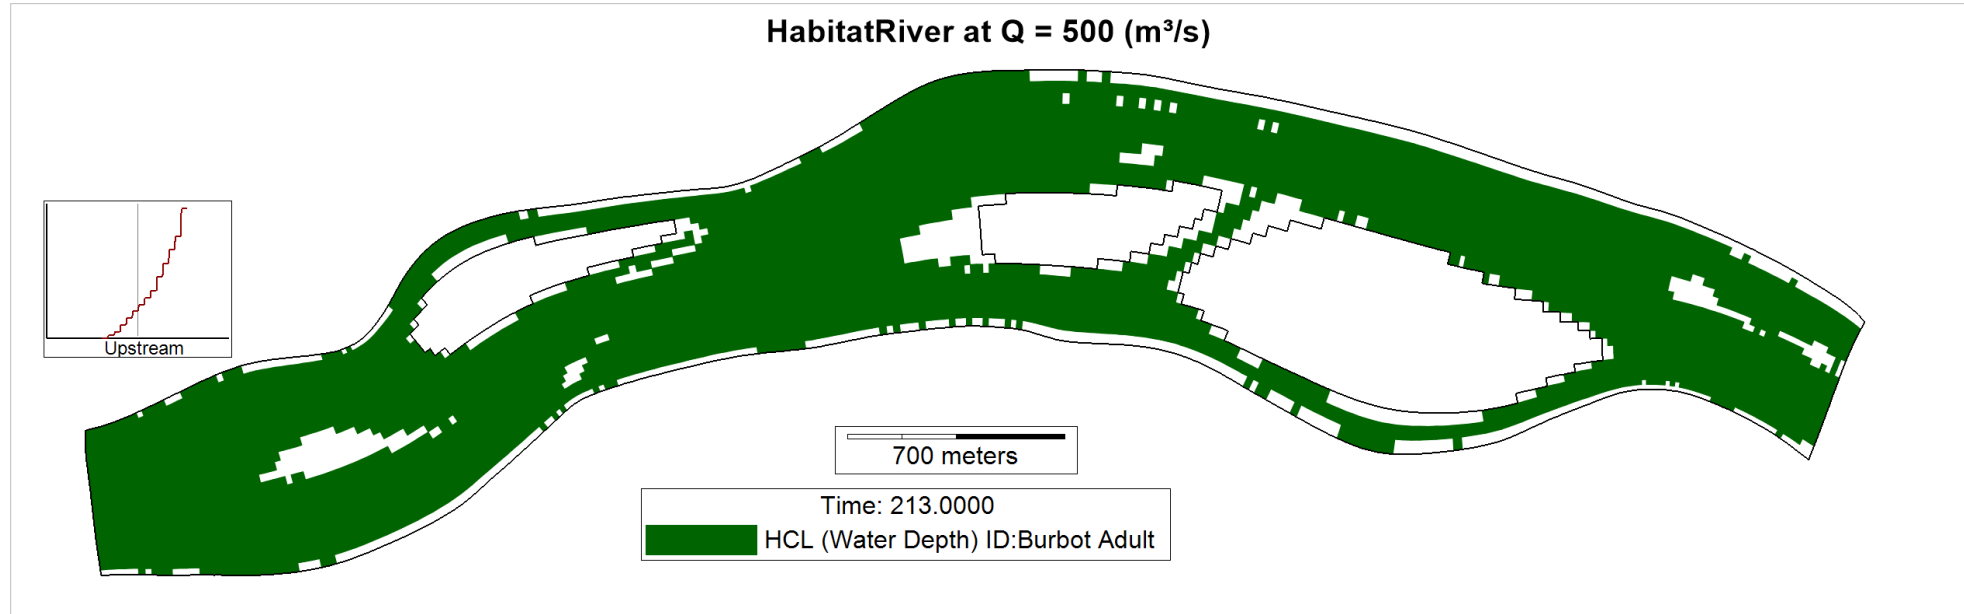 HabitatRiver at Q = 500 (m³/s)
Upstream
700 meters
Time: 213.0000
HCL (Water Depth) ID:Burbot Adult